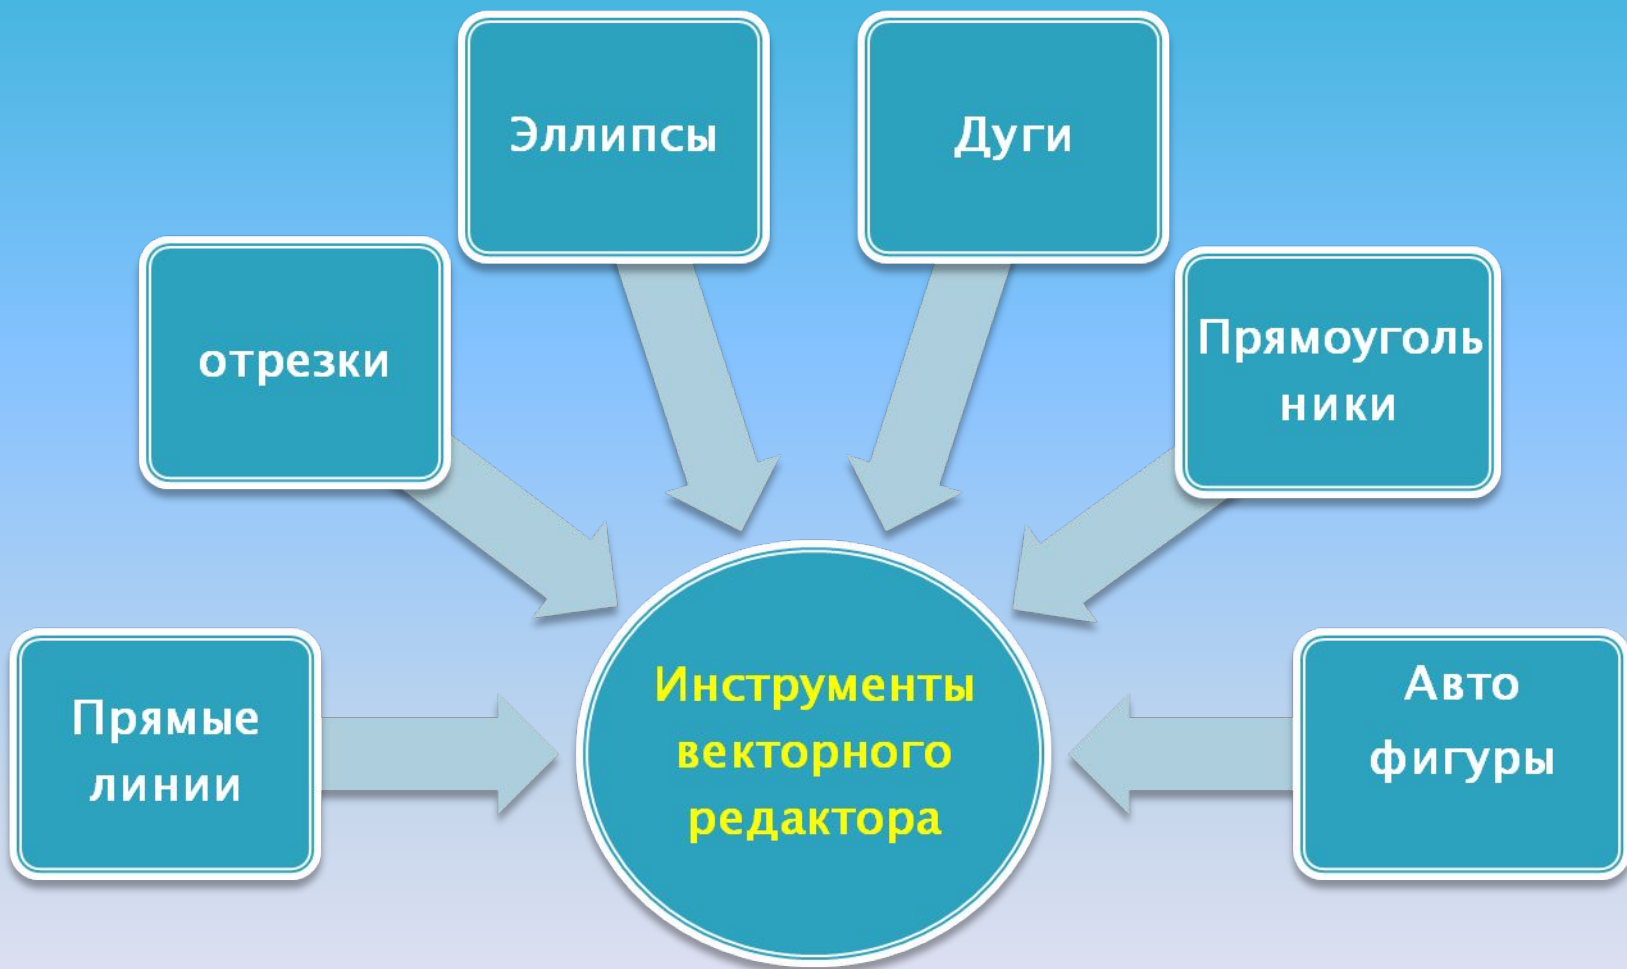 Эллипсы
Дуги
отрезки
Прямоуголь
ники
Прямые
линии
Инструменты
векторного
редактора
Авто
фигуры